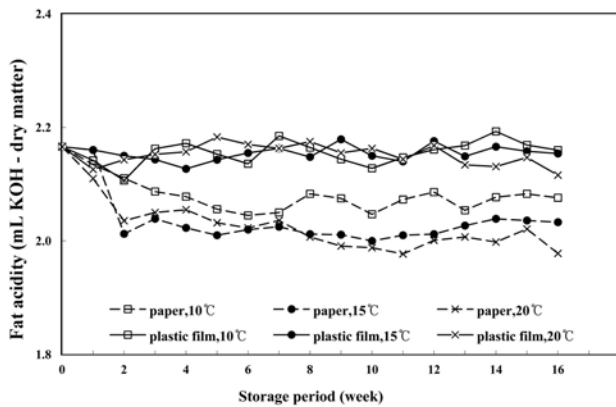 Fat acidity (mL KOH - dry matter)
2.4
2.2
2.0
1.8
paper,10℃
paper,15℃
paper,20℃
plastic film,10℃
plastic film,15℃
plastic film,20℃
0 2 4 6 8 10 12 14 16
Storage period (week)